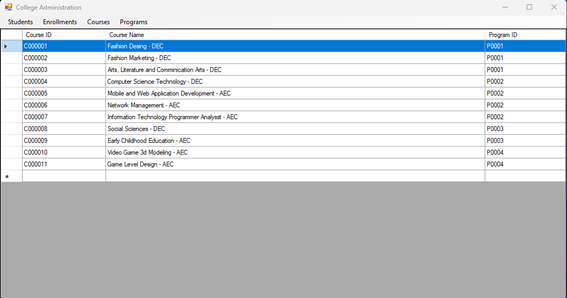 College Administration
Students Enrollments Courses Programs
Course ID Course Name Program ID
C000001 Fashion Desing - DEC P0001
C000002 Fashion Marketing - DEC P0001
C000003 Arts, Literature and Comminication Arts - DEC P0001
C000004 Computer Science Technology - DEC P0002
C000005 Mobile and Web Application Development - AEC P0002
C000006 Network Management - AEC P0002
C000007 Information Technology Programmer Analyst - AEC P0002
C000008 Social Sciences - DEC P0003
C000009 Early Childhood Education - AEC P0003
C000010 Video Game 3d Modeling - AEC P0004
C000011 Game Level Design - AEC P0004